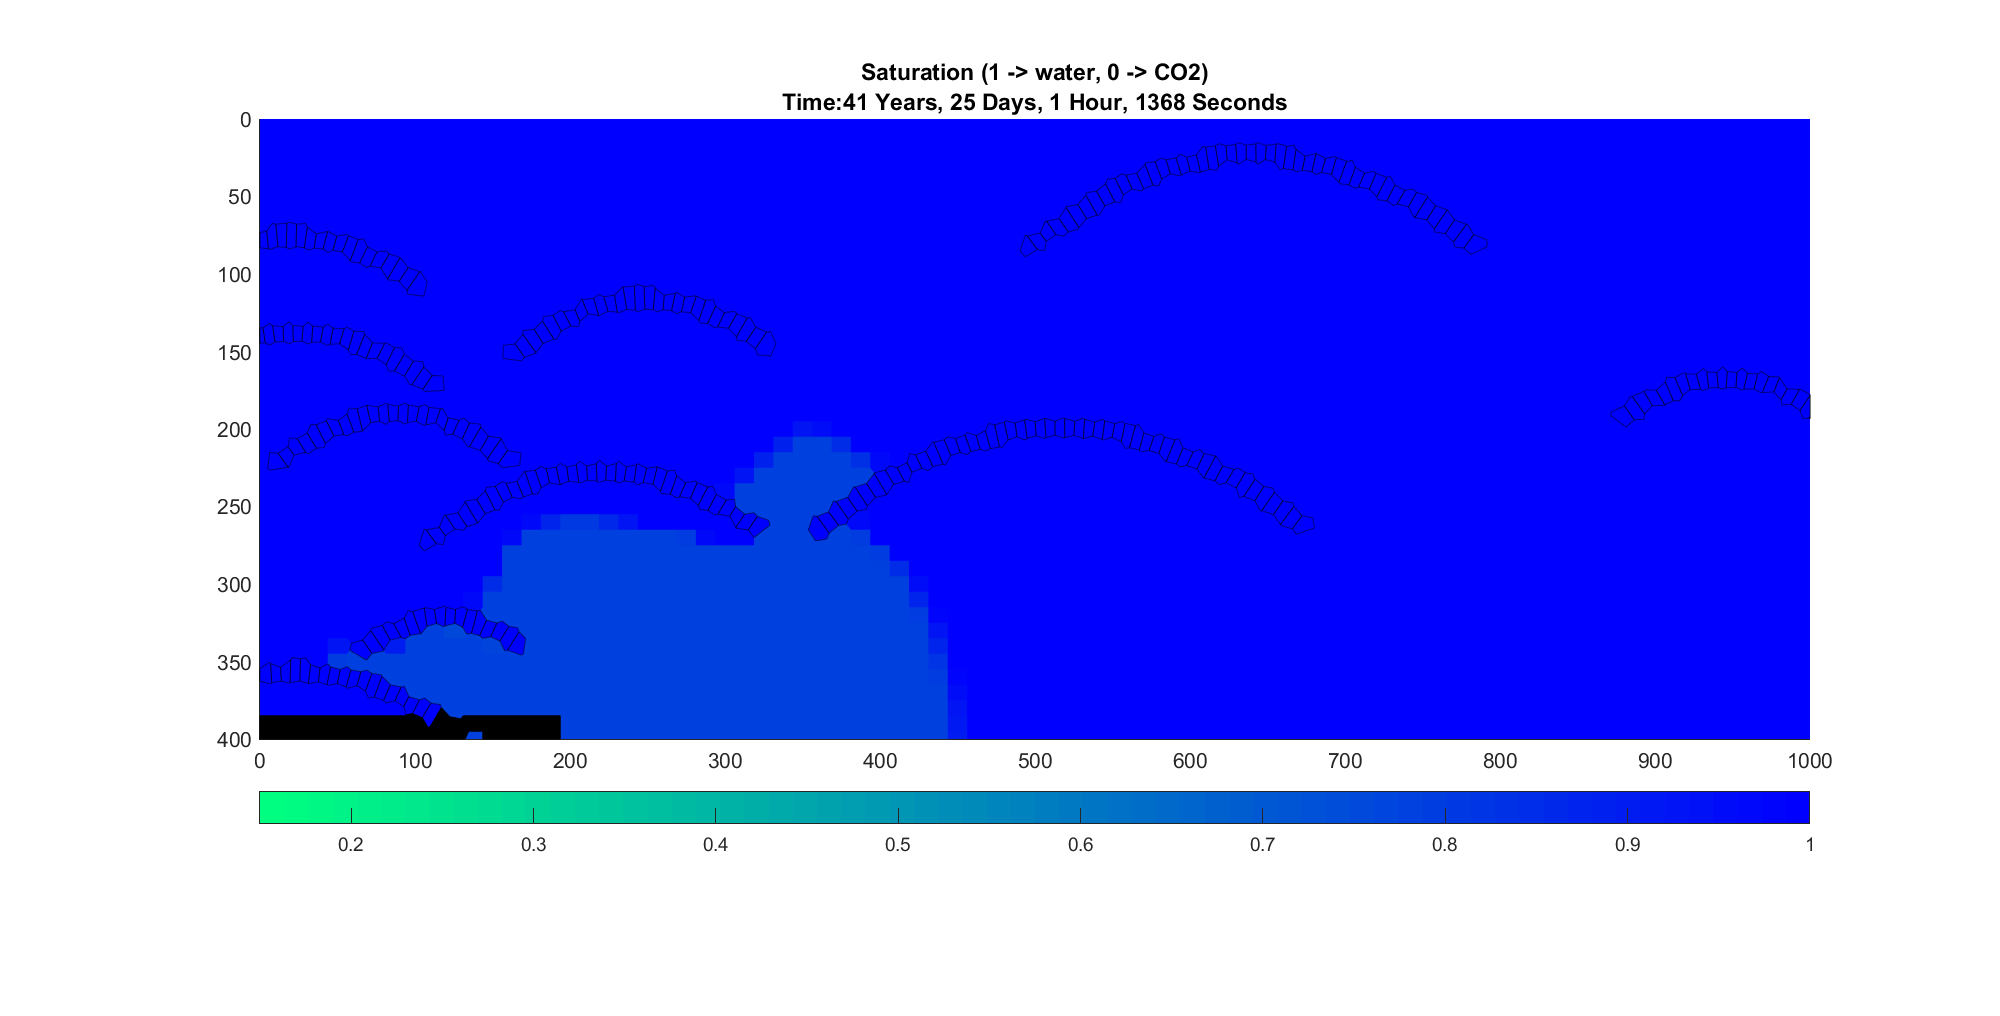 Saturation (1 -> water, 0 -> CO2)
Time:41 Years, 25 Days, 1 Hour, 1368 Seconds
0
50
100
150
200
250
300
350
400
0 100 200 300 400 500 600 700 800 900 1000
0.2 0.3 0.4 0.5 0.6 0.7 0.8 0.9 1